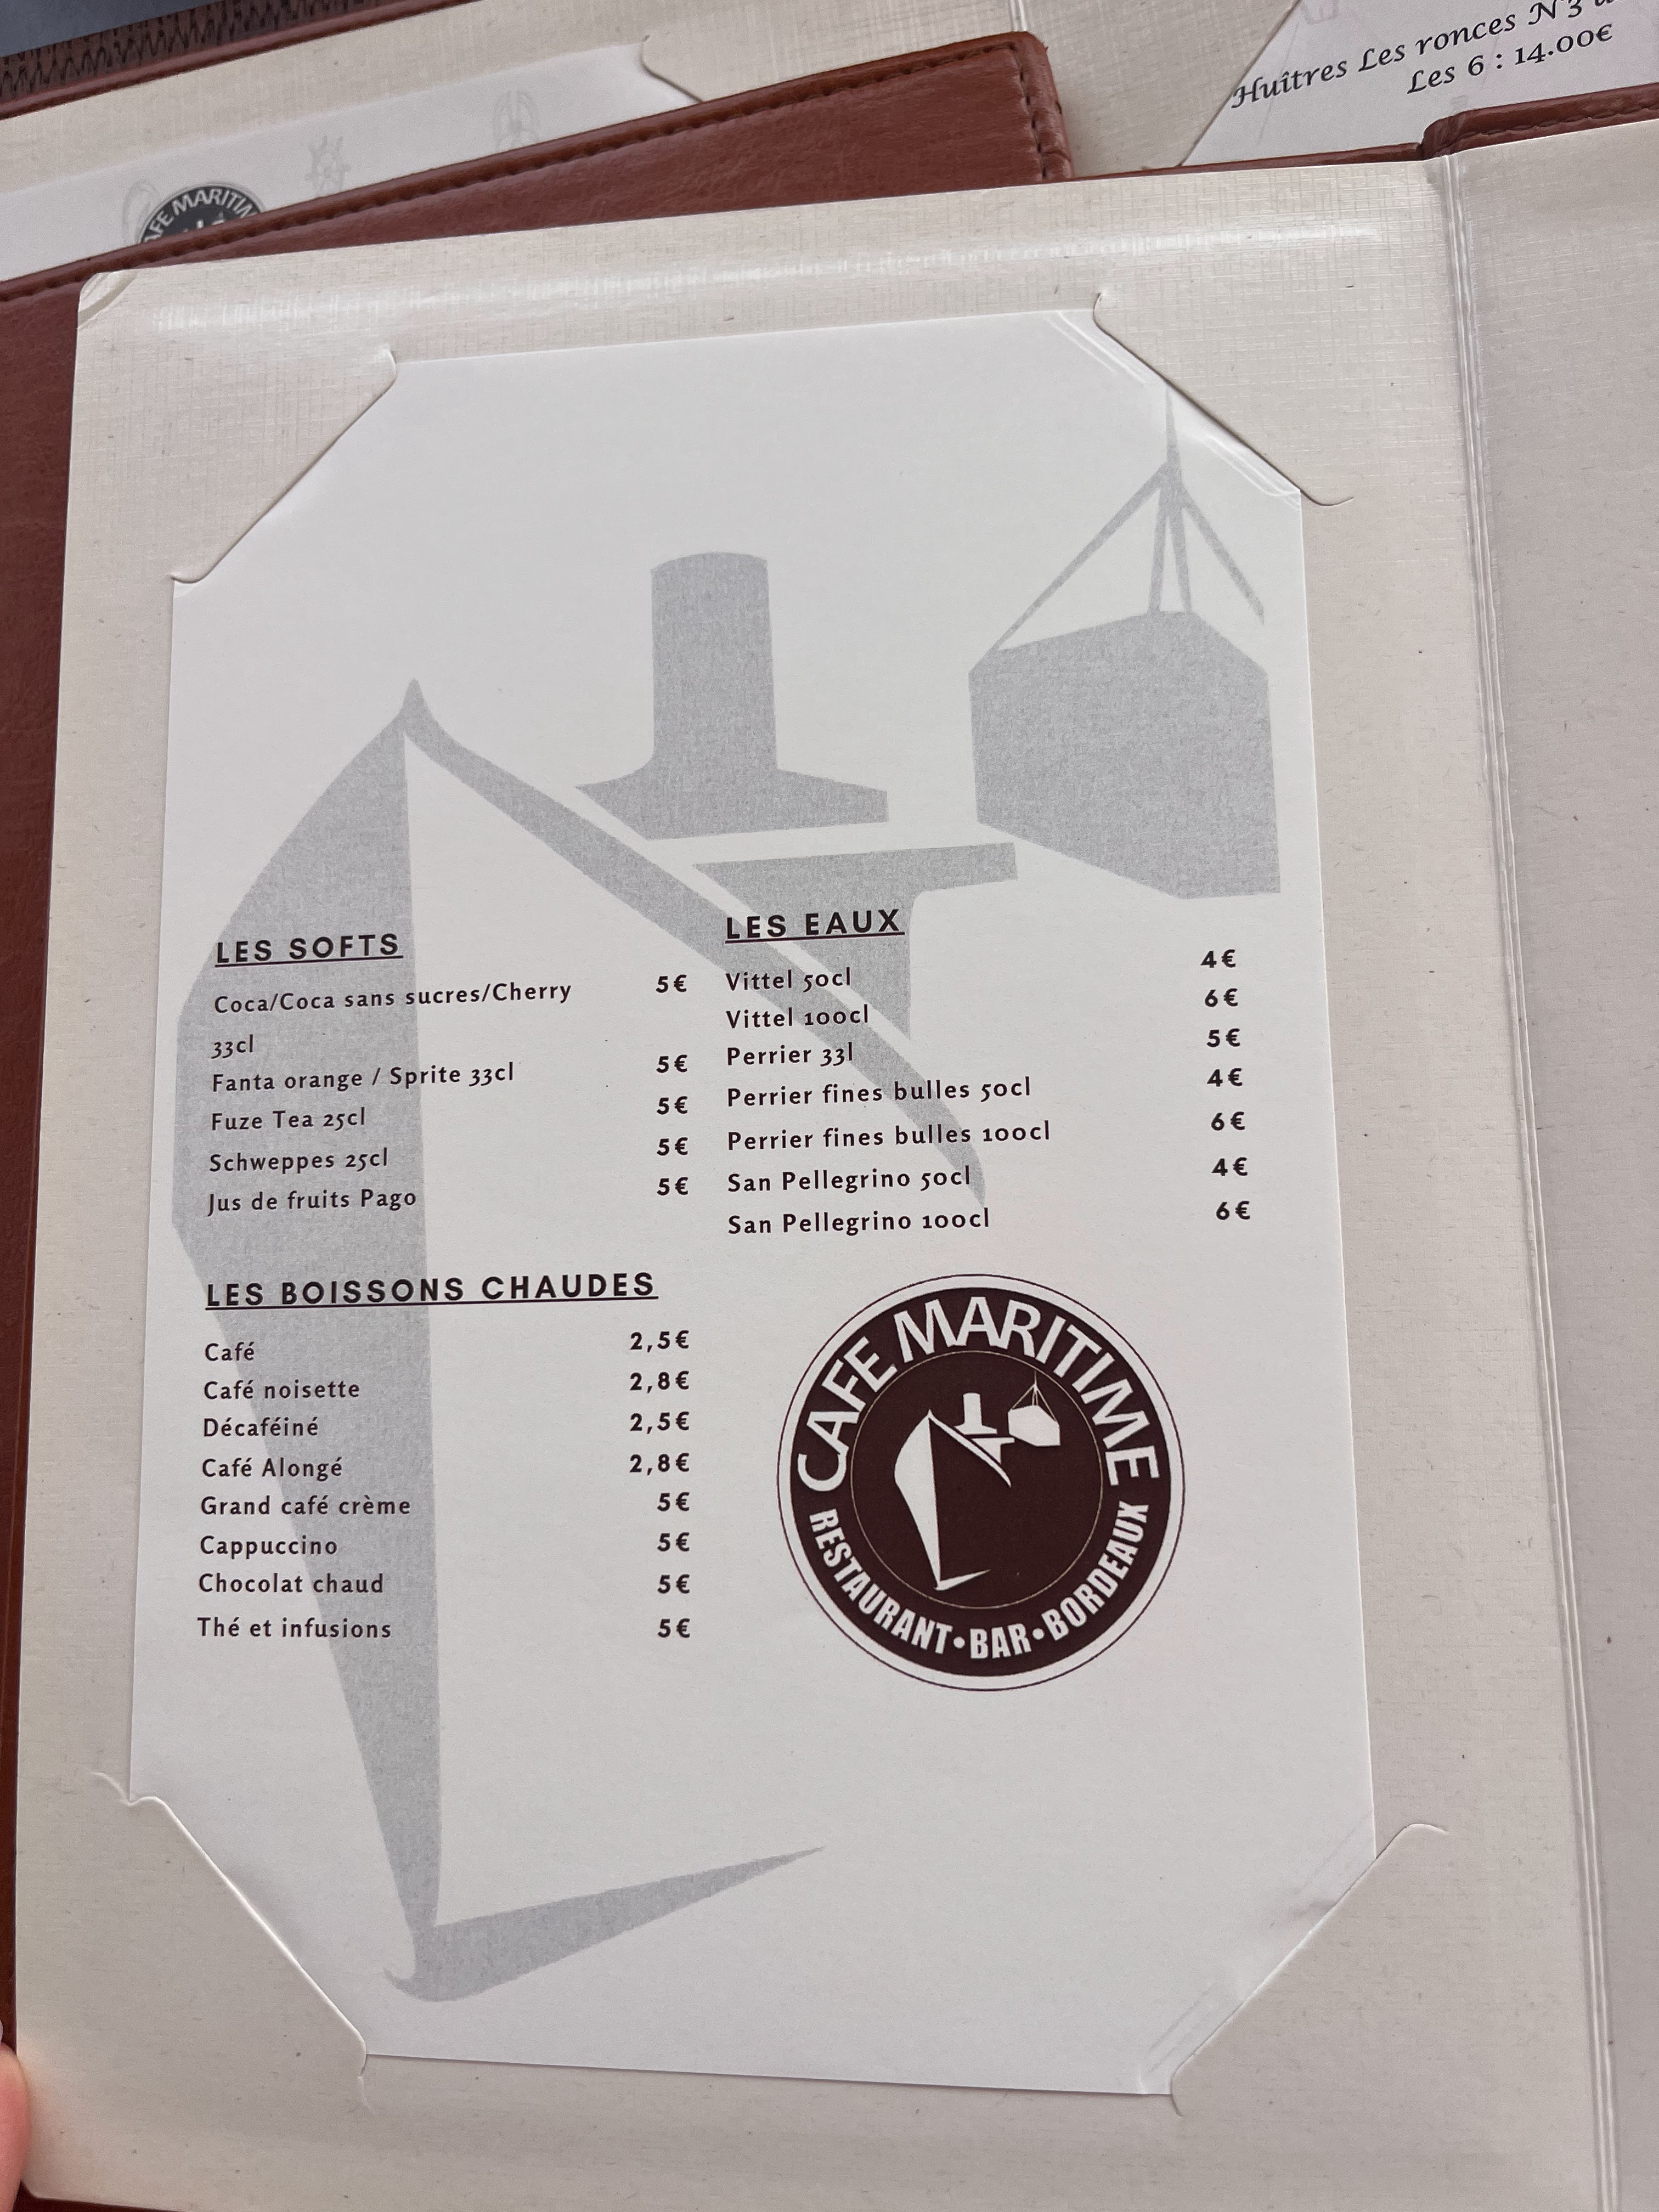 Huîtres Les ronces N°3
Les 6 : 14.00€
CAFE MARITIM
LES SOFTS
Coca/Coca sans sucres/Cherry 5€
33cl
Fanta orange / Sprite 33cl 5€
Fuze Tea 25cl 5€
Schweppes 25cl 5€
Jus de fruits Pago 5€
LES EAUX
Vittel 50cl 4€
Vittel 100cl 6€
Perrier 33l 5€
Perrier fines bulles 50cl 4€
Perrier fines bulles 100cl 6€
San Pellegrino 50cl 4€
San Pellegrino 100cl 6€
LES BOISSONS CHAUDES
Café 2,5€
Café noisette 2,8€
Décaféiné 2,5€
Café Alongé 2,8€
Grand café crème 5€
Cappuccino 5€
Chocolat chaud 5€
Thé et infusions 5€
CAFE MARITIME
RESTAURANT•BAR•BORDEAUX